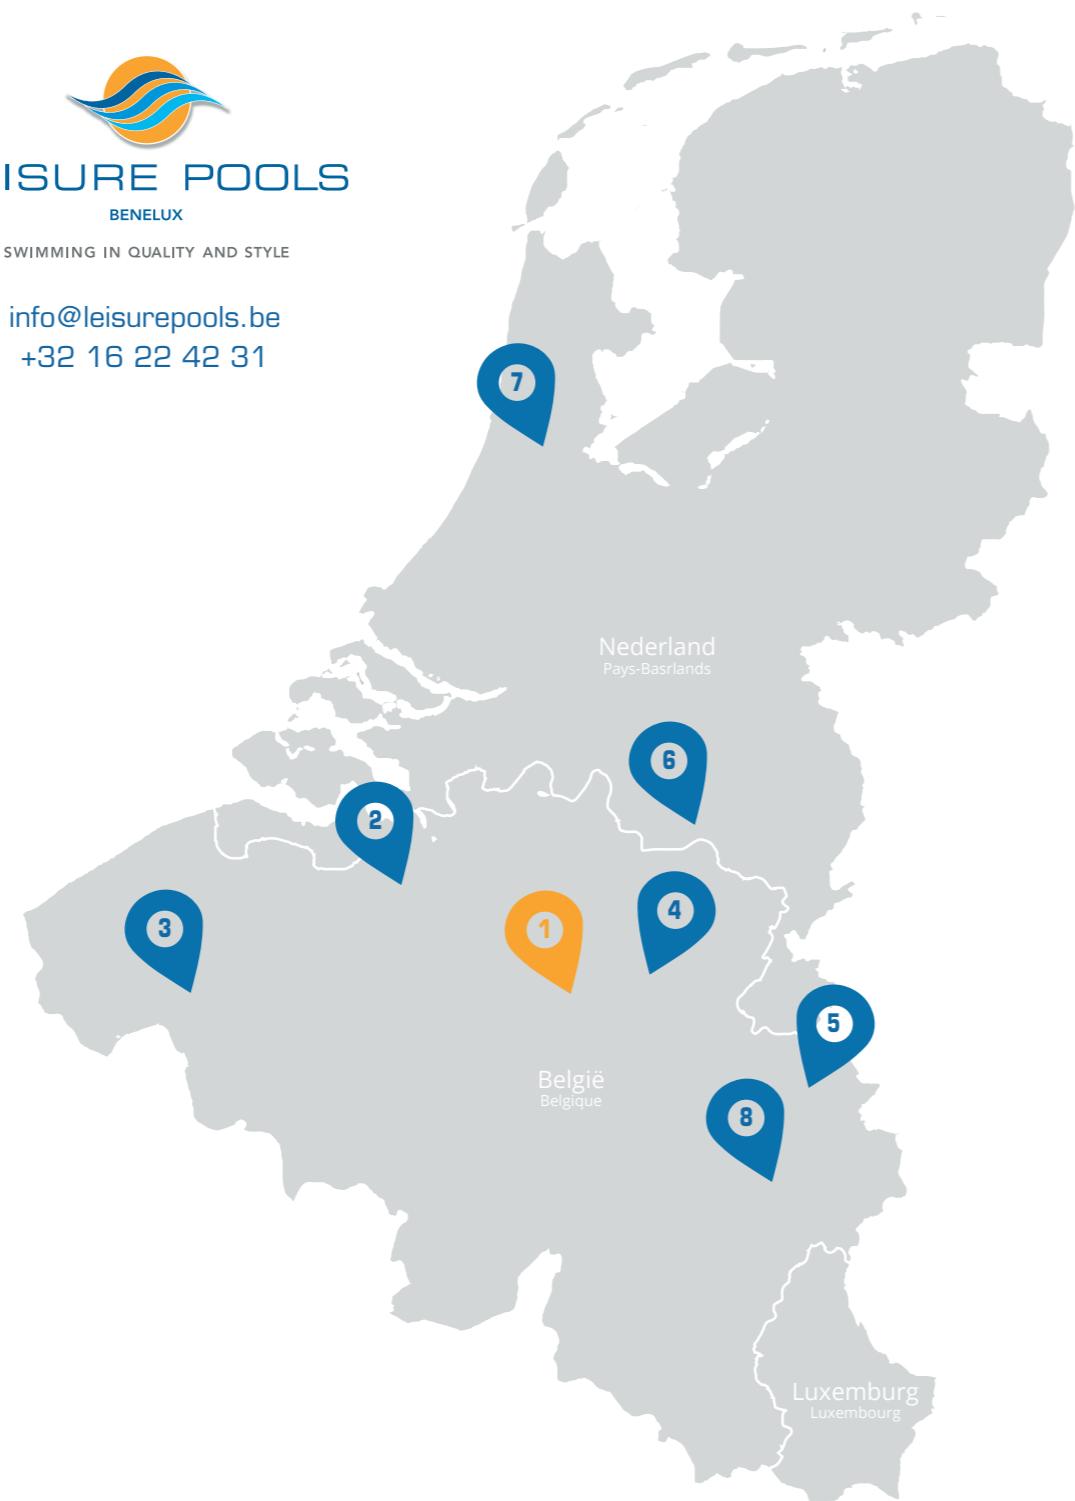 ISURE POOLS
BENELUX
SWIMMING IN QUALITY AND STYLE
info@leisurepools.be
+32 16 22 42 31
7
Nederland
Pays-Basrlands
6
2
4
3
1
5
België
Belgique
8
Luxemburg
Luxembourg